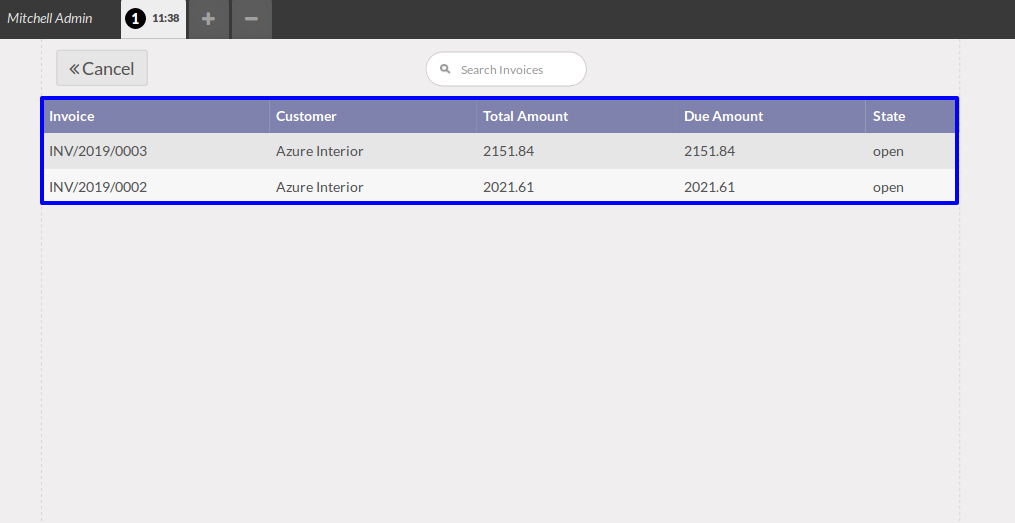 Mitchell Admin 1 11:38 + −
« Cancel Search Invoices
Invoice Customer Total Amount Due Amount State
INV/2019/0003 Azure Interior 2151.84 2151.84 open
INV/2019/0002 Azure Interior 2021.61 2021.61 open